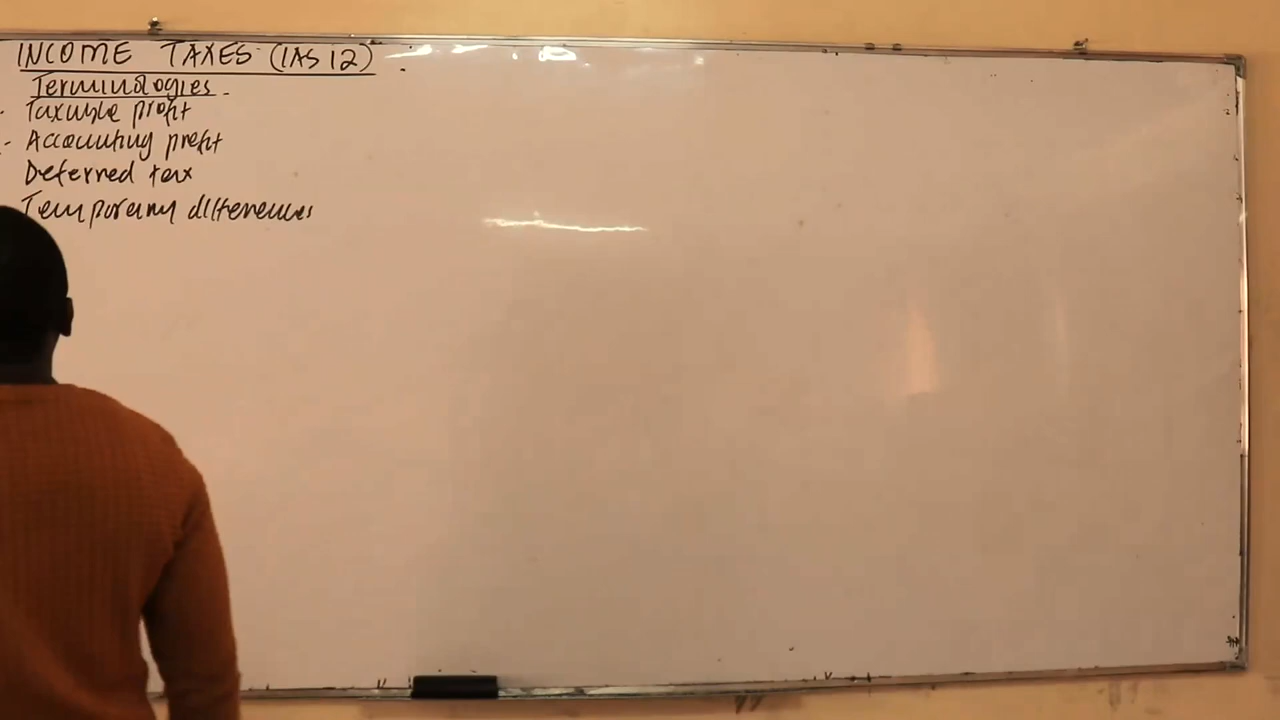 INCOME TAXES (IAS 12)
Terminologies
- Taxable profit
- Accounting profit
Deferred tax
Temporary differences